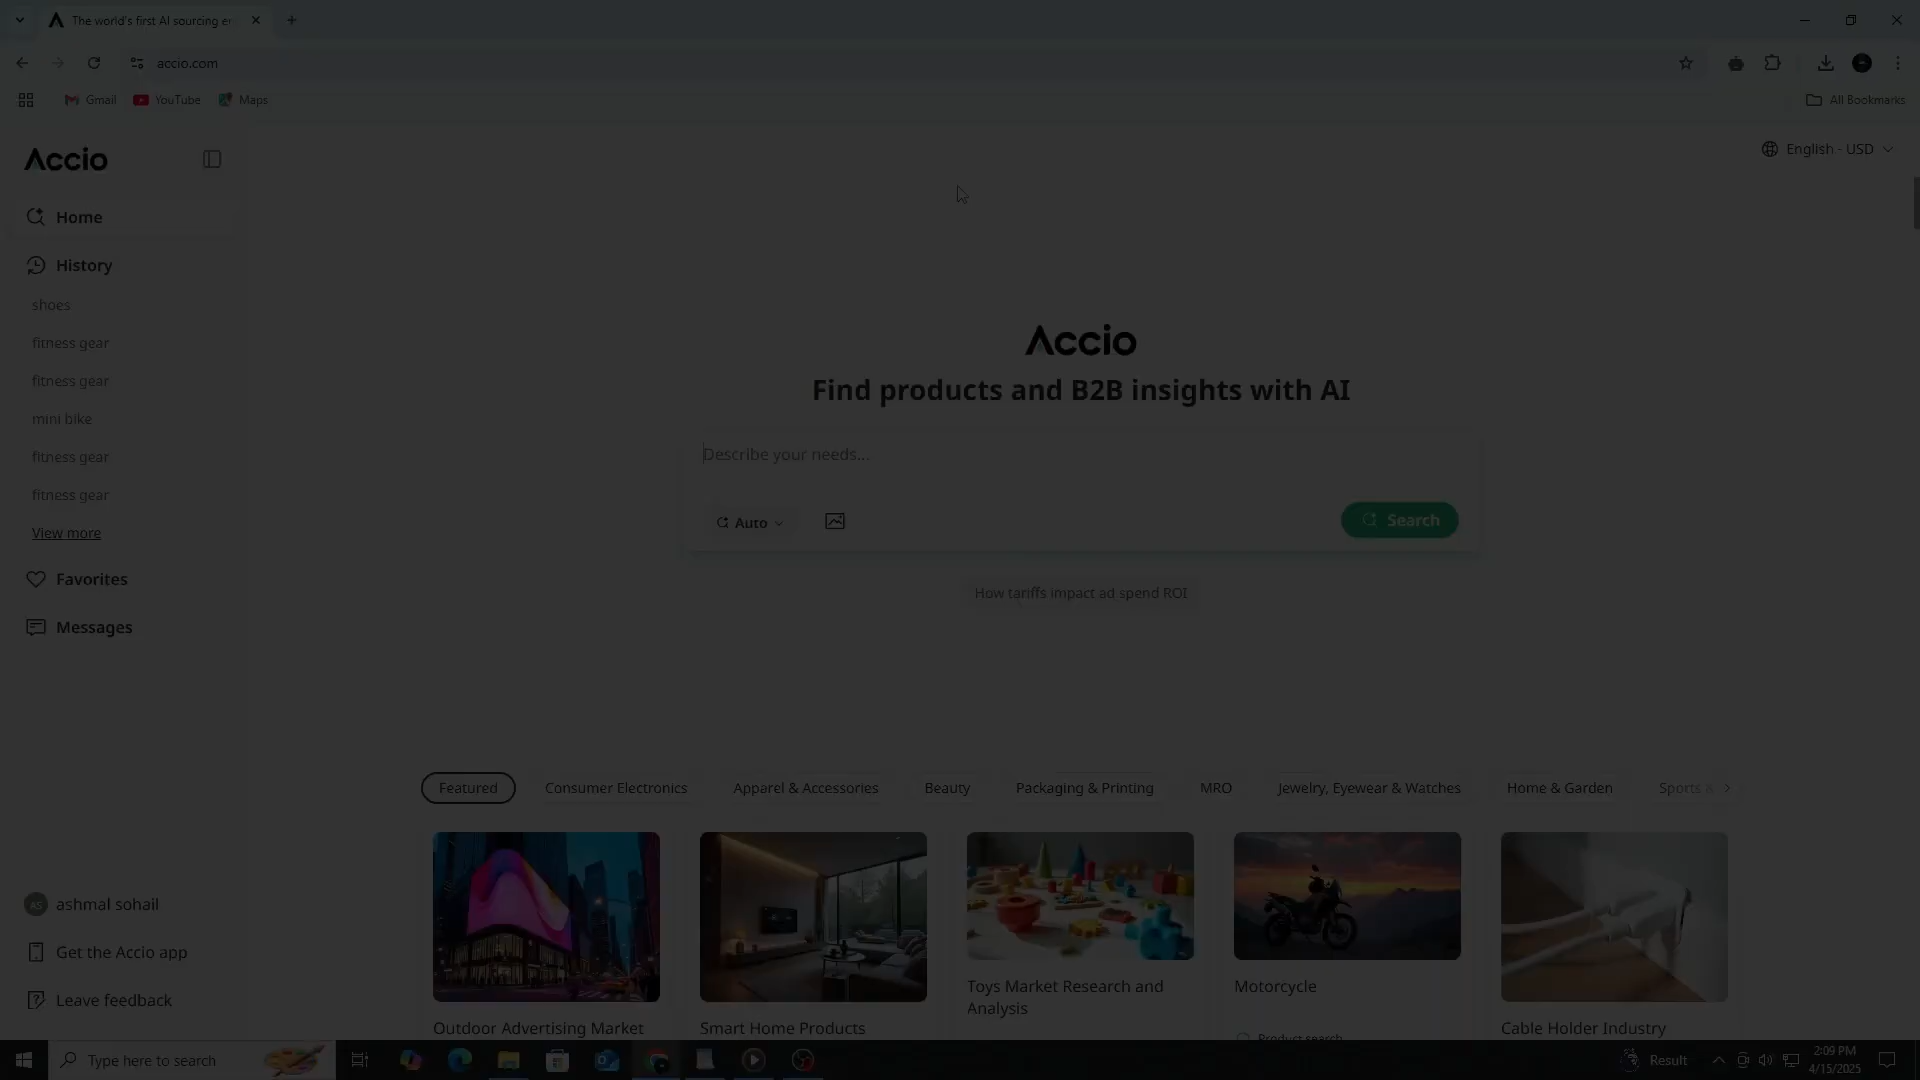 The world's first AI sourcing en
accio.com
Gmail
YouTube
Maps
All Bookmarks
Accio
English - USD
Home
History
shoes
fitness gear
fitness gear
mini bike
fitness gear
fitness gear
View more
Favorites
Messages
Accio
Find products and B2B insights with AI
Describe your needs...
Auto
Search
How tariffs impact ad spend ROI
Featured
Consumer Electronics
Apparel & Accessories
Beauty
Packaging & Printing
MRO
Jewelry, Eyewear & Watches
Home & Garden
Sports &
Outdoor Advertising Market
Smart Home Products
Toys Market Research and
Analysis
Motorcycle
Product search
Cable Holder Industry
AS
ashmal sohail
Get the Accio app
Leave feedback
Type here to search
Result
2:09 PM
4/15/2025